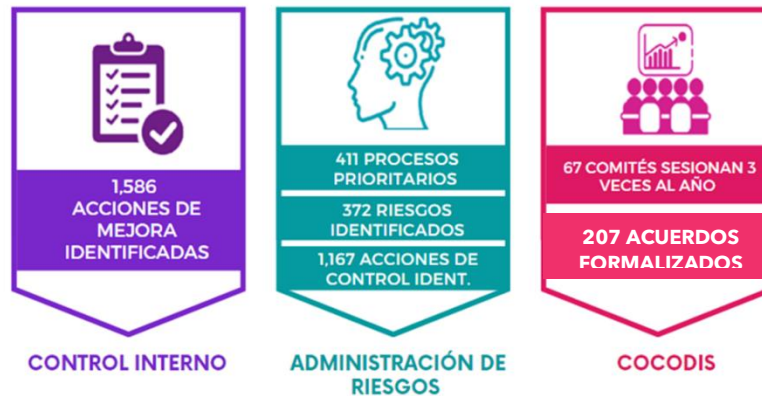 1,586
ACCIONES DE
MEJORA
IDENTIFICADAS
CONTROL INTERNO
411 PROCESOS
PRIORITARIOS
372 RIESGOS
IDENTIFICADOS
1,167 ACCIONES DE
CONTROL IDENT.
ADMINISTRACIÓN DE
RIESGOS
67 COMITÉS SESIONAN 3
VECES AL AÑO
207 ACUERDOS
FORMALIZADOS
COCODIS